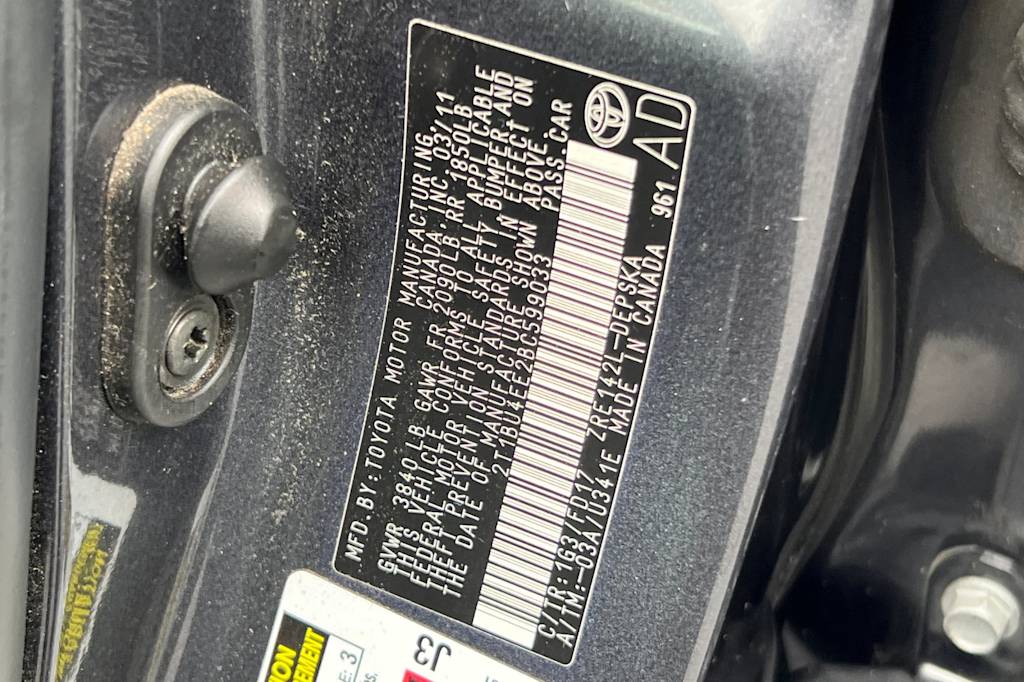 MFD.BY:TOYOTA MOTOR MANUFACTURING
CANADA, INC. 03/11
GVWR 3840 LB GAWR FR 2090LB RR 1850LB
THIS VEHICLE CONFORMS TO ALL APPLICABLE
FEDERAL MOTOR VEHICLE SAFETY BUMPER AND
THEFT PREVENTION STANDARDS IN EFFECT ON
THE DATE OF MANUFACTURE SHOWN ABOVE.
2T1BU4EE2BC599033 PASS.CAR
C/TR:1G3/FD17 ZRE142L-DEPSKA 961
A/TM:-03A/U341E MADE IN CANADA
AD
J3